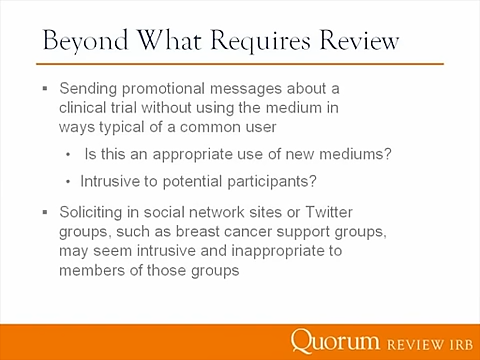 Beyond What Requires Review
▪ Sending promotional messages about a
clinical trial without using the medium in
ways typical of a common user
• Is this an appropriate use of new mediums?
• Intrusive to potential participants?
▪ Soliciting in social network sites or Twitter
groups, such as breast cancer support groups,
may seem intrusive and inappropriate to
members of those groups
Quorum REVIEW IRB